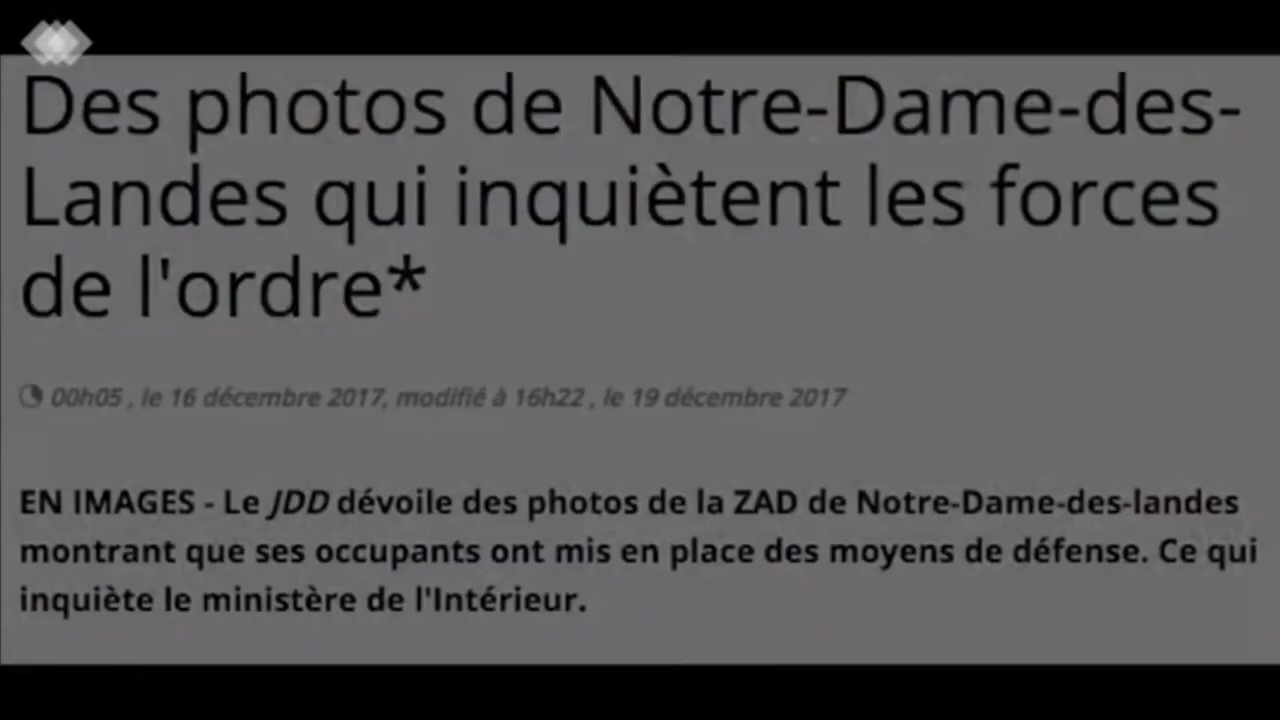 Des photos de Notre-Dame-des-
Landes qui inquiètent les forces
de l'ordre*
00h05 , le 16 décembre 2017, modifié à 16h22 , le 19 décembre 2017
EN IMAGES - Le JDD dévoile des photos de la ZAD de Notre-Dame-des-landes
montrant que ses occupants ont mis en place des moyens de défense. Ce qui
inquiète le ministère de l'Intérieur.